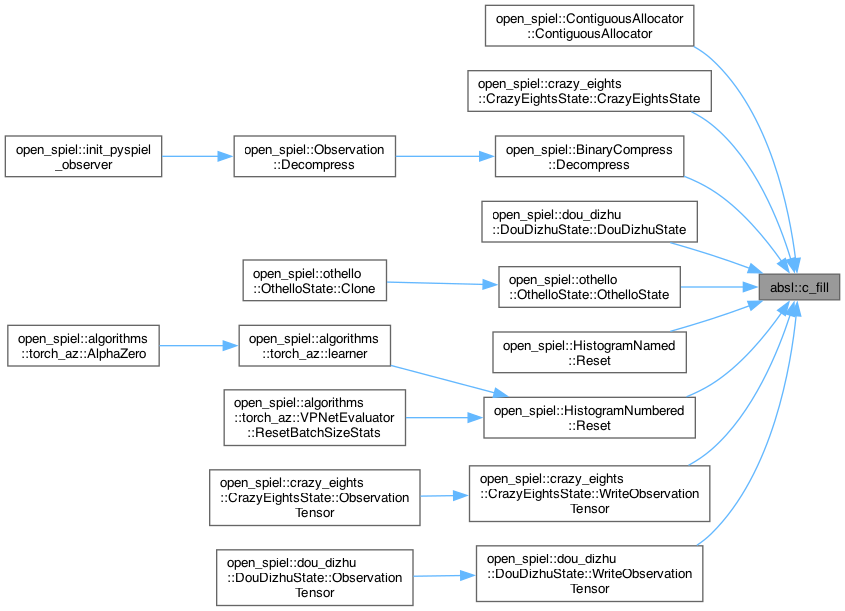 open_spiel::ContiguousAllocator
::ContiguousAllocator
open_spiel::crazy_eights
::CrazyEightsState::CrazyEightsState
open_spiel::init_pyspiel
_observer
open_spiel::Observation
::Decompress
open_spiel::BinaryCompress
::Decompress
open_spiel::dou_dizhu
::DouDizhuState::DouDizhuState
open_spiel::othello
::OthelloState::Clone
open_spiel::othello
::OthelloState::OthelloState
absl::c_fill
open_spiel::algorithms
::torch_az::AlphaZero
open_spiel::algorithms
::torch_az::learner
open_spiel::HistogramNamed
::Reset
open_spiel::algorithms
::torch_az::VPNetEvaluator
::ResetBatchSizeStats
open_spiel::HistogramNumbered
::Reset
open_spiel::crazy_eights
::CrazyEightsState::Observation
Tensor
open_spiel::crazy_eights
::CrazyEightsState::WriteObservation
Tensor
open_spiel::dou_dizhu
::DouDizhuState::Observation
Tensor
open_spiel::dou_dizhu
::DouDizhuState::WriteObservation
Tensor